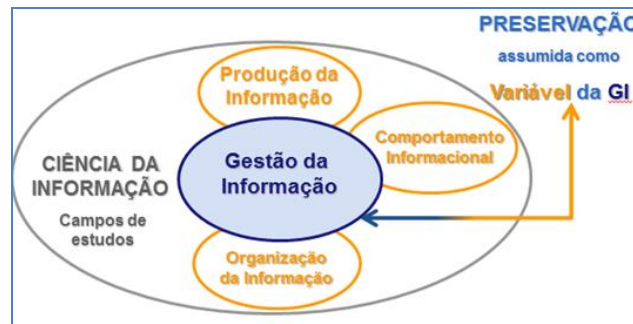 PRESERVAÇÃO
assumida como
Variável da GI
Produção da
Informação
Comportamento
Informacional
Gestão da
Informação
CIÊNCIA DA
INFORMAÇÃO
Campos de
estudos
Organização
da Informação